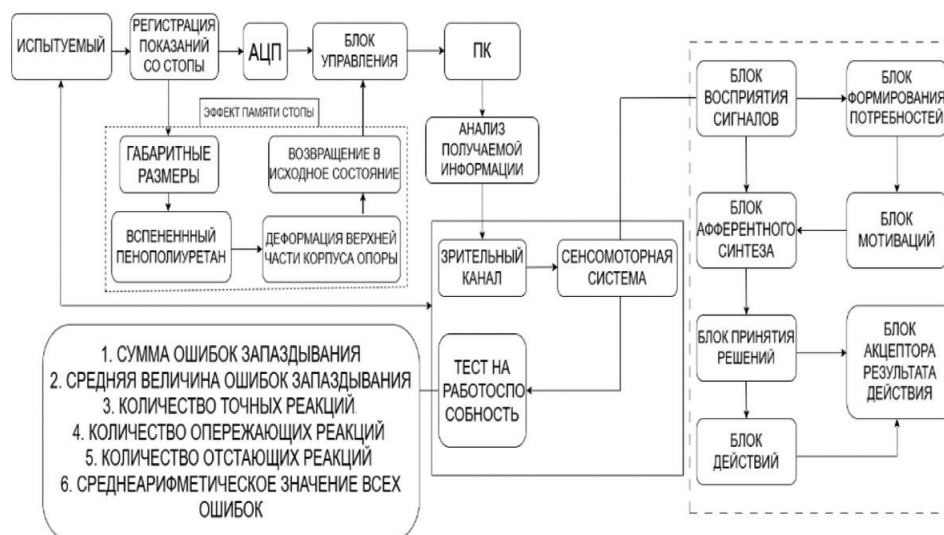 ИСПЫТУЕМЫЙ
РЕГИСТРАЦИЯ
ПОКАЗАНИЙ
СО СТОПЫ
АЦП
БЛОК
УПРАВЛЕНИЯ
ПК
ЭФФЕКТ ПАМЯТИ СТОПЫ
ГАБАРИТНЫЕ
РАЗМЕРЫ
ВОЗВРАЩЕНИЕ В
ИСХОДНОЕ СОСТОЯНИЕ
ВСПЕНЕНННЫЙ
ПЕНОПОЛИУРЕТАН
ДЕФОРМАЦИЯ ВЕРХНЕЙ
ЧАСТИ КОРПУСА ОПОРЫ
АНАЛИЗ
ПОЛУЧАЕМОЙ
ИНФОРМАЦИИ
ЗРИТЕЛЬНЫЙ
КАНАЛ
СЕНСОМОТОРНАЯ
СИСТЕМА
ТЕСТ НА
РАБОТОСПО
СОБНОСТЬ
1. СУММА ОШИБОК ЗАПАЗДЫВАНИЯ
2. СРЕДНЯЯ ВЕЛИЧИНА ОШИБОК ЗАПАЗДЫВАНИЯ
3. КОЛИЧЕСТВО ТОЧНЫХ РЕАКЦИЙ
4. КОЛИЧЕСТВО ОПЕРЕЖАЮЩИХ РЕАКЦИЙ
5. КОЛИЧЕСТВО ОТСТАЮЩИХ РЕАКЦИЙ
6. СРЕДНЕАРИФМЕТИЧЕСКОЕ ЗНАЧЕНИЕ ВСЕХ
ОШИБОК
БЛОК
ВОСПРИЯТИЯ
СИГНАЛОВ
БЛОК
ФОРМИРОВАНИЯ
ПОТРЕБНОСТЕЙ
БЛОК
АФФЕРЕНТНОГО
СИНТЕЗА
БЛОК
МОТИВАЦИЙ
БЛОК ПРИНЯТИЯ
РЕШЕНИЙ
БЛОК
АКЦЕПТОРА
РЕЗУЛЬТАТА
ДЕЙСТВИЯ
БЛОК
ДЕЙСТВИЙ